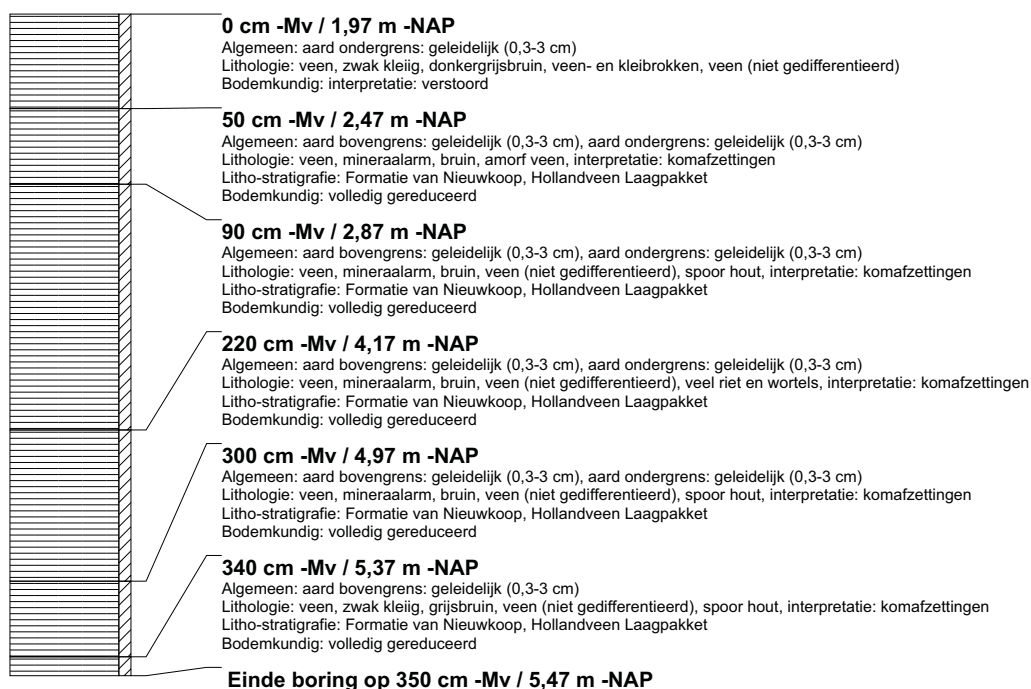 0 cm -Mv / 1,97 m -NAP
Algemeen: aard ondergrens: geleidelijk (0,3-3 cm)
Lithologie: veen, zwak kleiig, donkergrijsbruin, veen- en kleibrokken, veen (niet gedifferentieerd)
Bodemkundig: interpretatie: verstoord
50 cm -Mv / 2,47 m -NAP
Algemeen: aard bovengrens: geleidelijk (0,3-3 cm), aard ondergrens: geleidelijk (0,3-3 cm)
Lithologie: veen, mineraalarm, bruin, amorf veen, interpretatie: komafzettingen
Litho-stratigrafie: Formatie van Nieuwkoop, Hollandveen Laagpakket
Bodemkundig: volledig gereduceerd
90 cm -Mv / 2,87 m -NAP
Algemeen: aard bovengrens: geleidelijk (0,3-3 cm), aard ondergrens: geleidelijk (0,3-3 cm)
Lithologie: veen, mineraalarm, bruin, veen (niet gedifferentieerd), spoor hout, interpretatie: komafzettingen
Litho-stratigrafie: Formatie van Nieuwkoop, Hollandveen Laagpakket
Bodemkundig: volledig gereduceerd
220 cm -Mv / 4,17 m -NAP
Algemeen: aard bovengrens: geleidelijk (0,3-3 cm), aard ondergrens: geleidelijk (0,3-3 cm)
Lithologie: veen, mineraalarm, bruin, veen (niet gedifferentieerd), veel riet en wortels, interpretatie: komafzettingen
Litho-stratigrafie: Formatie van Nieuwkoop, Hollandveen Laagpakket
Bodemkundig: volledig gereduceerd
300 cm -Mv / 4,97 m -NAP
Algemeen: aard bovengrens: geleidelijk (0,3-3 cm), aard ondergrens: geleidelijk (0,3-3 cm)
Lithologie: veen, mineraalarm, bruin, veen (niet gedifferentieerd), spoor hout, interpretatie: komafzettingen
Litho-stratigrafie: Formatie van Nieuwkoop, Hollandveen Laagpakket
Bodemkundig: volledig gereduceerd
340 cm -Mv / 5,37 m -NAP
Algemeen: aard bovengrens: geleidelijk (0,3-3 cm)
Lithologie: veen, zwak kleiig, grijsbruin, veen (niet gedifferentieerd), spoor hout, interpretatie: komafzettingen
Litho-stratigrafie: Formatie van Nieuwkoop, Hollandveen Laagpakket
Bodemkundig: volledig gereduceerd
Einde boring op 350 cm -Mv / 5,47 m -NAP